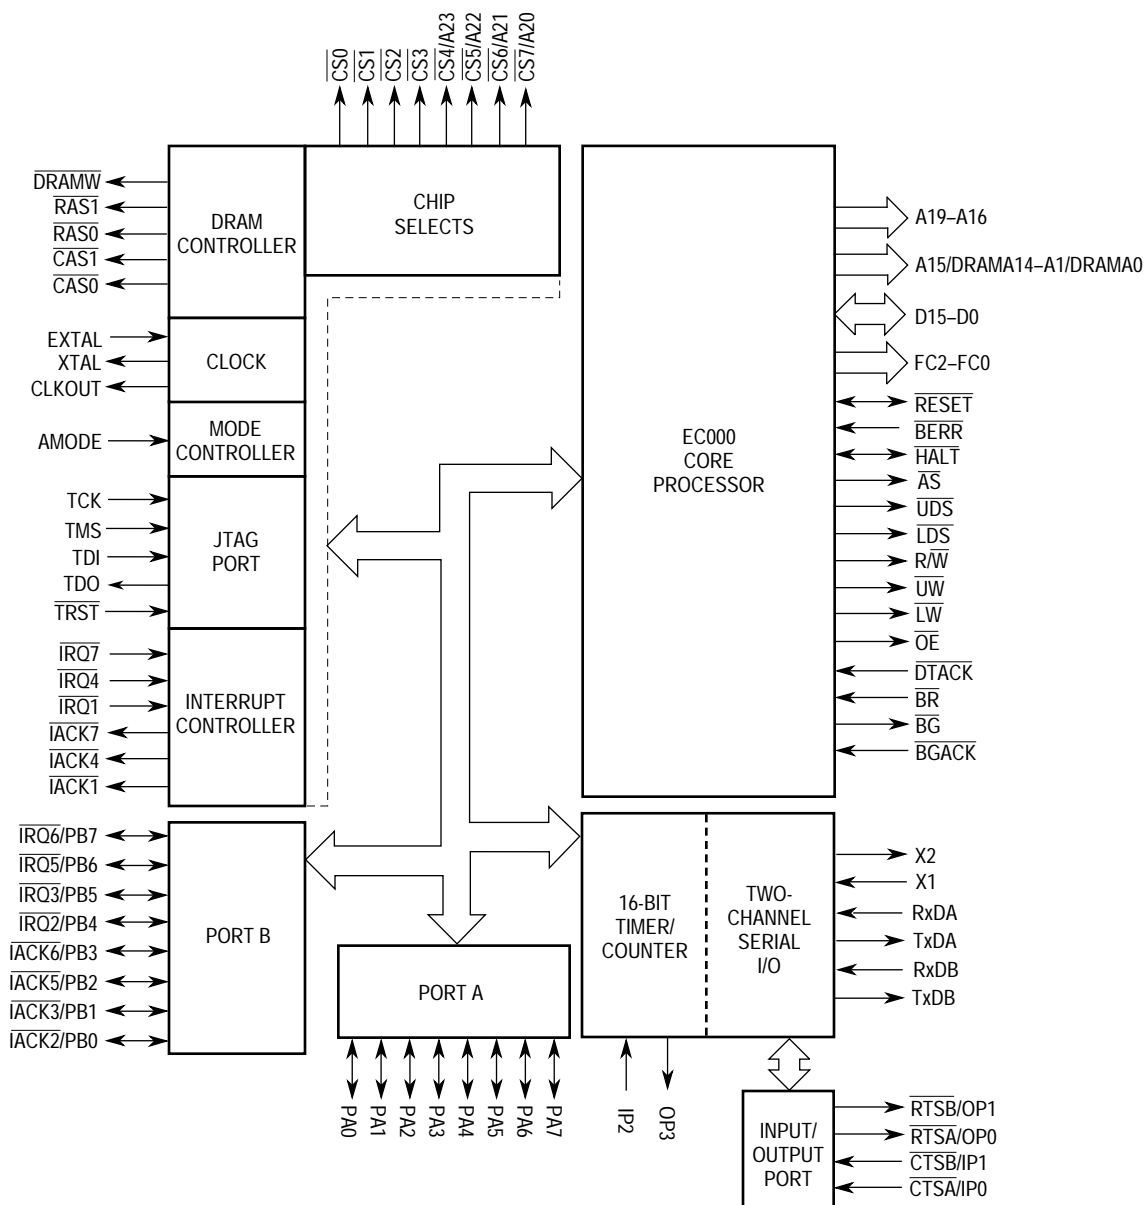 CS0
CS1
CS2
CS3
CS4/A23
CS5/A22
CS6/A21
CS7/A20
DRAMW
RAS1
RAS0
CAS1
CAS0
DRAM
CONTROLLER
CHIP
SELECTS
EXTAL
XTAL
CLKOUT
CLOCK
AMODE
MODE
CONTROLLER
TCK
TMS
TDI
TDO
TRST
JTAG
PORT
IRQ7
IRQ4
IRQ1
IACK7
IACK4
IACK1
INTERRUPT
CONTROLLER
EC000
CORE
PROCESSOR
A19–A16
A15/DRAMA14–A1/DRAMA0
D15–D0
FC2–FC0
RESET
BERR
HALT
AS
UDS
LDS
R/W
UW
LW
OE
DTACK
BR
BG
BGACK
IRQ6/PB7
IRQ5/PB6
IRQ3/PB5
IRQ2/PB4
IACK6/PB3
IACK5/PB2
IACK3/PB1
IACK2/PB0
PORT B
PORT A
PA0
PA1
PA2
PA3
PA4
PA5
PA6
PA7
16-BIT
TIMER/
COUNTER
TWO-
CHANNEL
SERIAL
I/O
X2
X1
RxDA
TxDA
RxDB
TxDB
IP2
OP3
INPUT/
OUTPUT
PORT
RTSB/OP1
RTSA/OP0
CTSB/IP1
CTSA/IP0